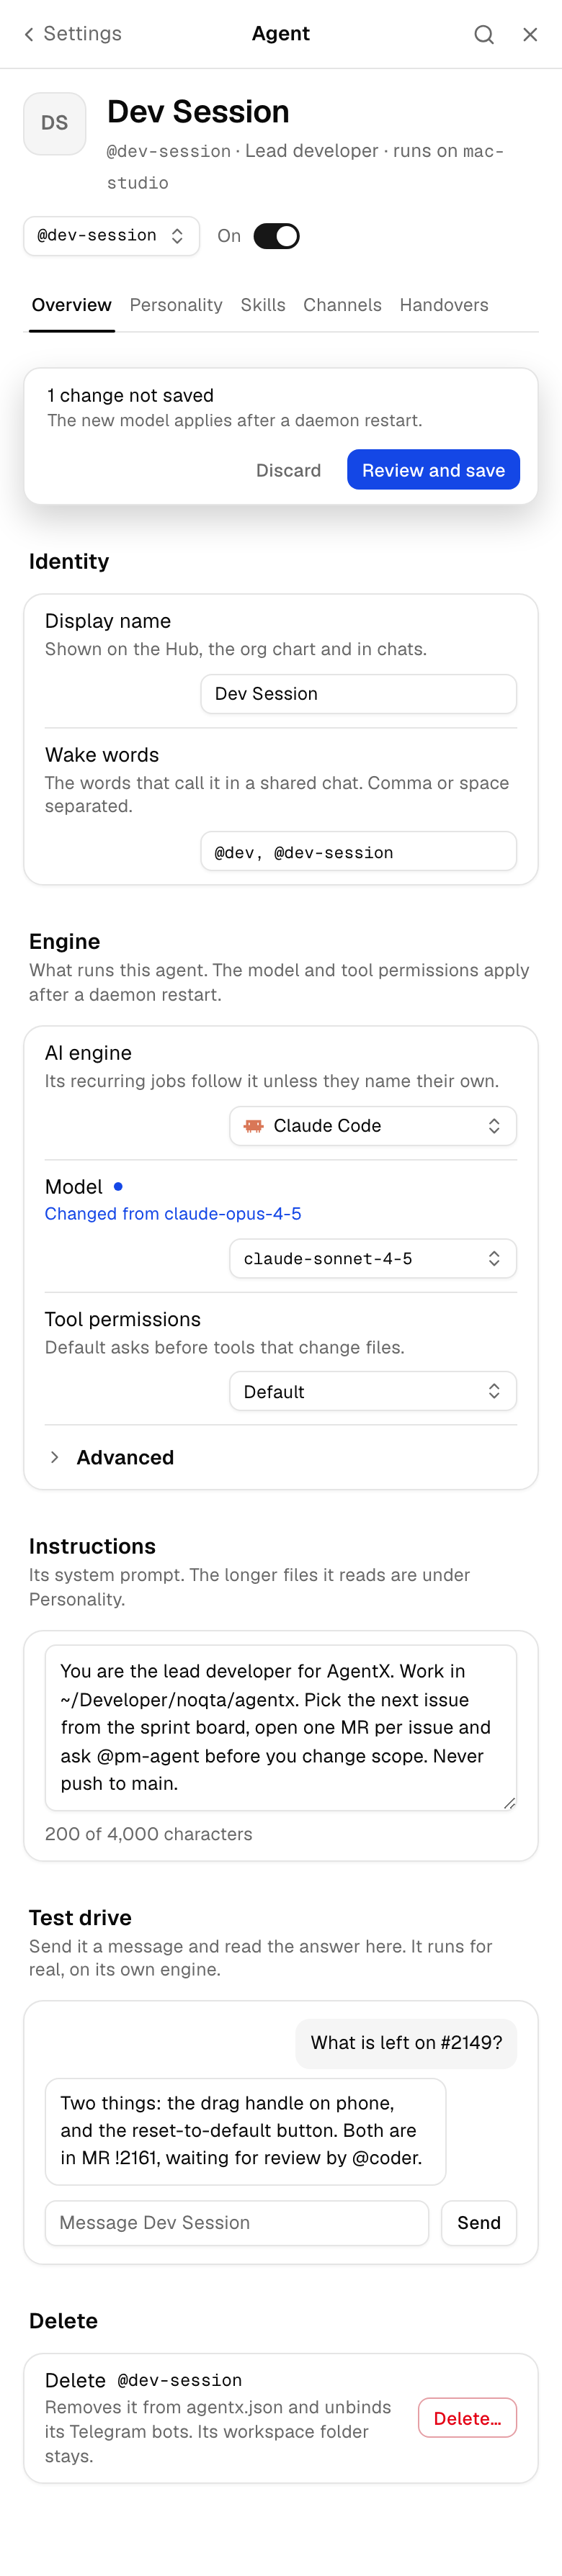 Settings
Agent
DS
Dev Session
@dev-session · Lead developer · runs on mac-
studio
@dev-session
On
Overview
Personality
Skills
Channels
Handovers
1 change not saved
The new model applies after a daemon restart.
Discard
Review and save
Identity
Display name
Shown on the Hub, the org chart and in chats.
Dev Session
Wake words
The words that call it in a shared chat. Comma or space
separated.
@dev, @dev-session
Engine
What runs this agent. The model and tool permissions apply
after a daemon restart.
AI engine
Its recurring jobs follow it unless they name their own.
Claude Code
Model
Changed from claude-opus-4-5
claude-sonnet-4-5
Tool permissions
Default asks before tools that change files.
Default
Advanced
Instructions
Its system prompt. The longer files it reads are under
Personality.
You are the lead developer for AgentX. Work in
~/Developer/noqta/agentx. Pick the next issue
from the sprint board, open one MR per issue and
ask @pm-agent before you change scope. Never
push to main.
200 of 4,000 characters
Test drive
Send it a message and read the answer here. It runs for
real, on its own engine.
What is left on #2149?
Two things: the drag handle on phone,
and the reset-to-default button. Both are
in MR !2161, waiting for review by @coder.
Message Dev Session
Send
Delete
Delete @dev-session
Removes it from agentx.json and unbinds
its Telegram bots. Its workspace folder
stays.
Delete…